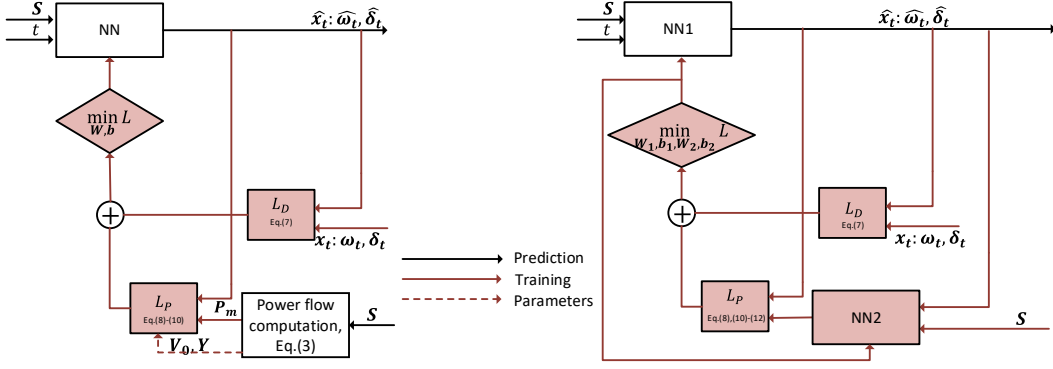 S
t
NN
x̂_t: ω̂_t, δ̂_t
min L
W,b
L_D
Eq.(7)
x_t: ω_t, δ_t
L_P
Eq.(8)-(10)
P_m
V_0, Y
Power flow
computation,
Eq.(3)
S
Prediction
Training
Parameters
S
t
NN1
x̂_t: ω̂_t, δ̂_t
min L
W_1,b_1,W_2,b_2
L_D
Eq.(7)
x_t: ω_t, δ_t
L_P
Eq.(8),(10)-(12)
NN2
S